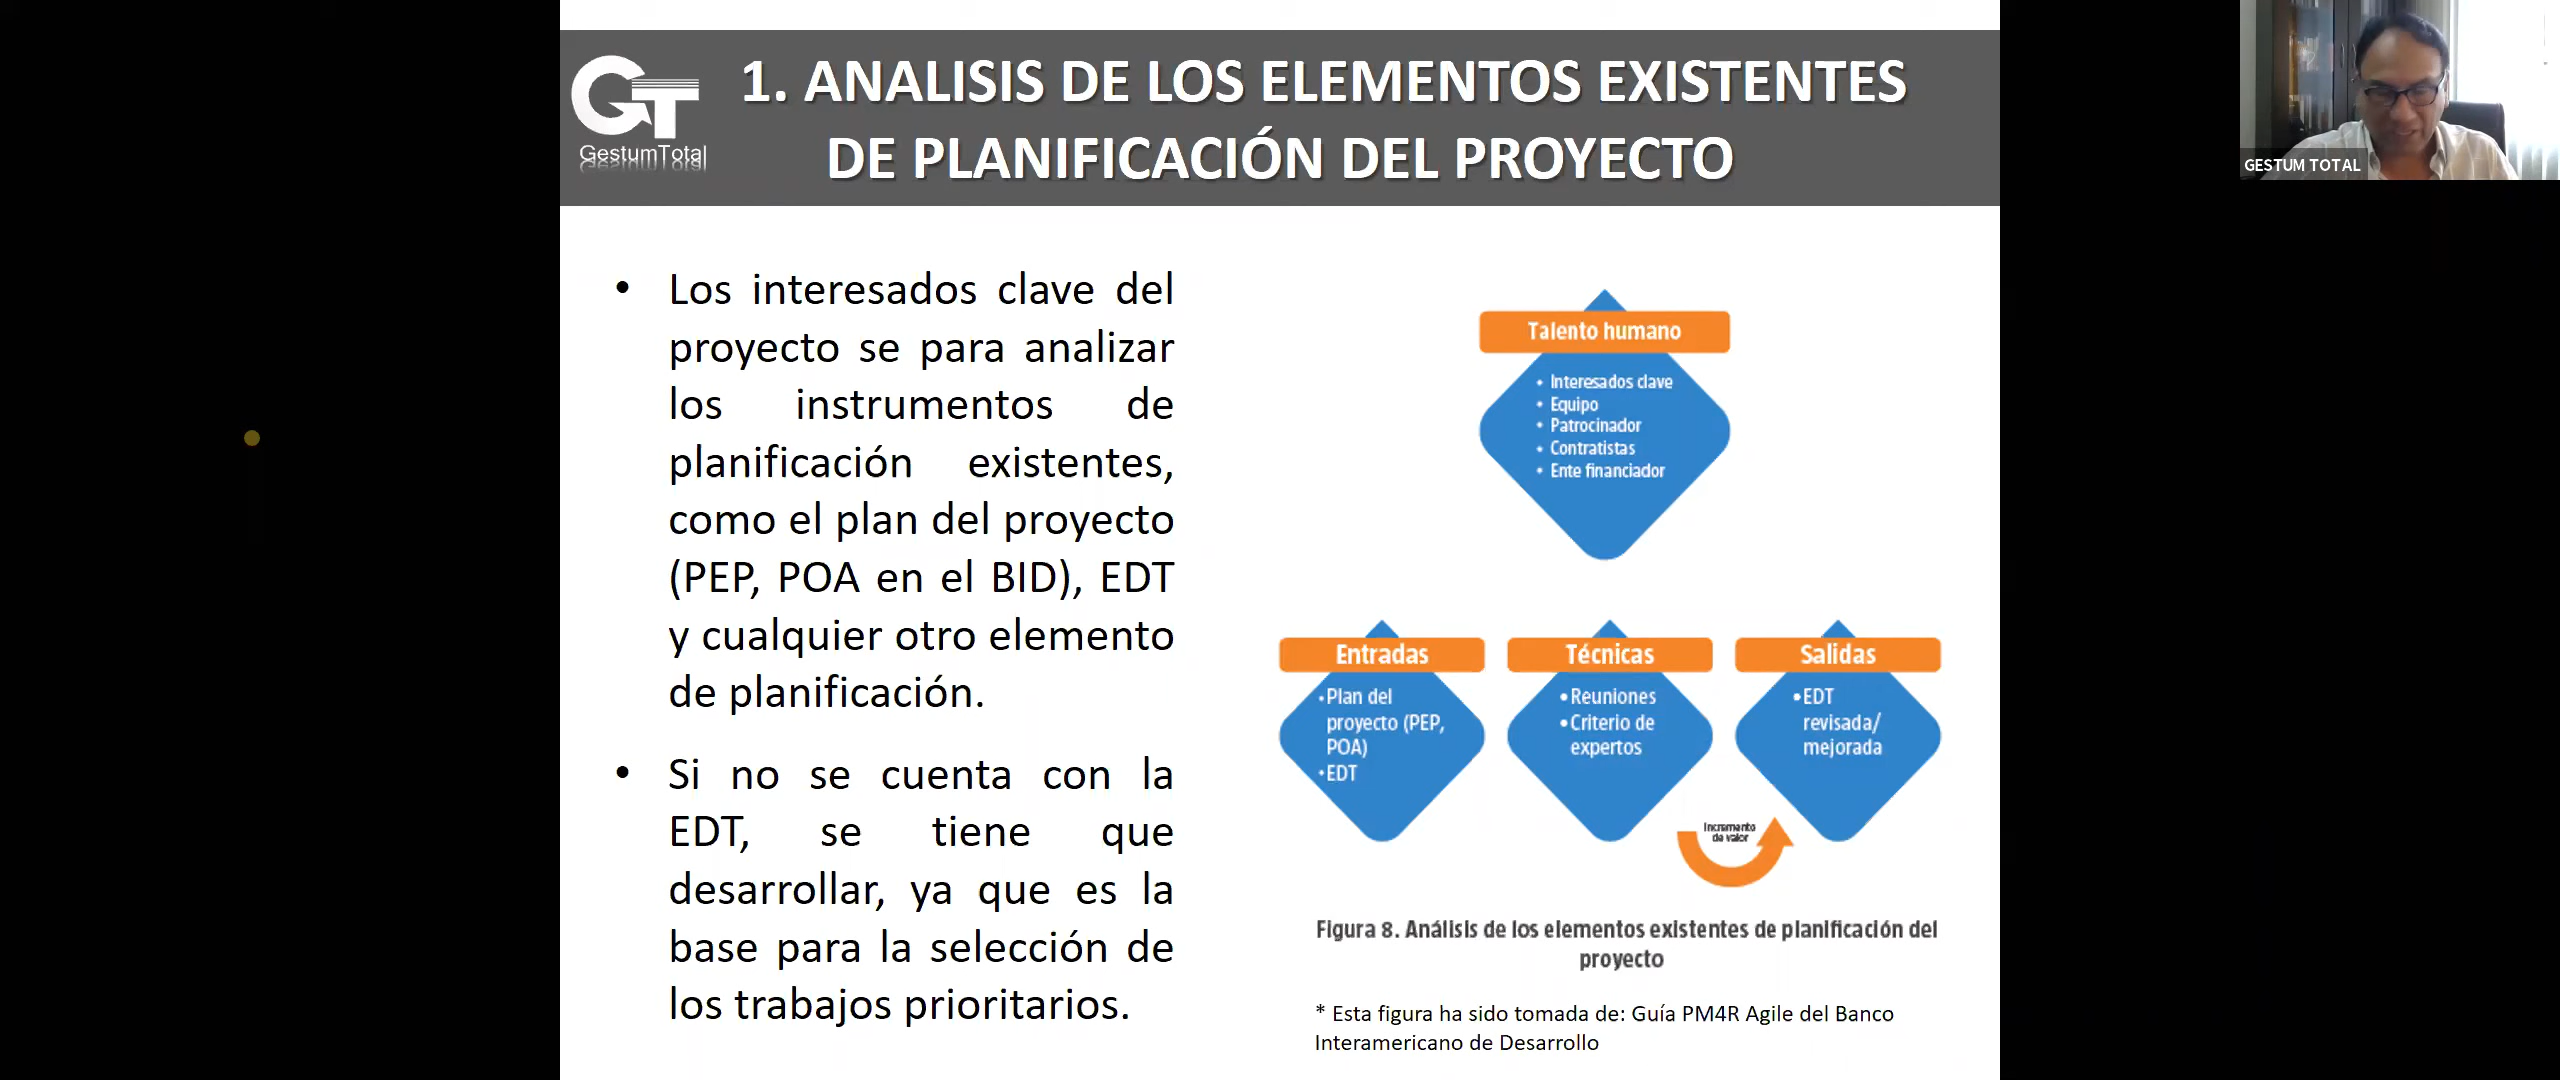 GT
GestumTotal
1. ANALISIS DE LOS ELEMENTOS EXISTENTES
DE PLANIFICACIÓN DEL PROYECTO
GESTUM TOTAL
• Los interesados clave del
proyecto se para analizar
los instrumentos de
planificación existentes,
como el plan del proyecto
(PEP, POA en el BID), EDT
y cualquier otro elemento
de planificación.
• Si no se cuenta con la
EDT, se tiene que
desarrollar, ya que es la
base para la selección de
los trabajos prioritarios.
Talento humano
• Interesados clave
• Equipo
• Patrocinador
• Contratistas
• Ente financiador
Entradas
• Plan del
proyecto (PEP,
POA)
• EDT
Técnicas
• Reuniones
• Criterio de
expertos
Salidas
• EDT
revisada/
mejorada
Incremento
de valor
Figura 8. Análisis de los elementos existentes de planificación del
proyecto
* Esta figura ha sido tomada de: Guía PM4R Agile del Banco
Interamericano de Desarrollo